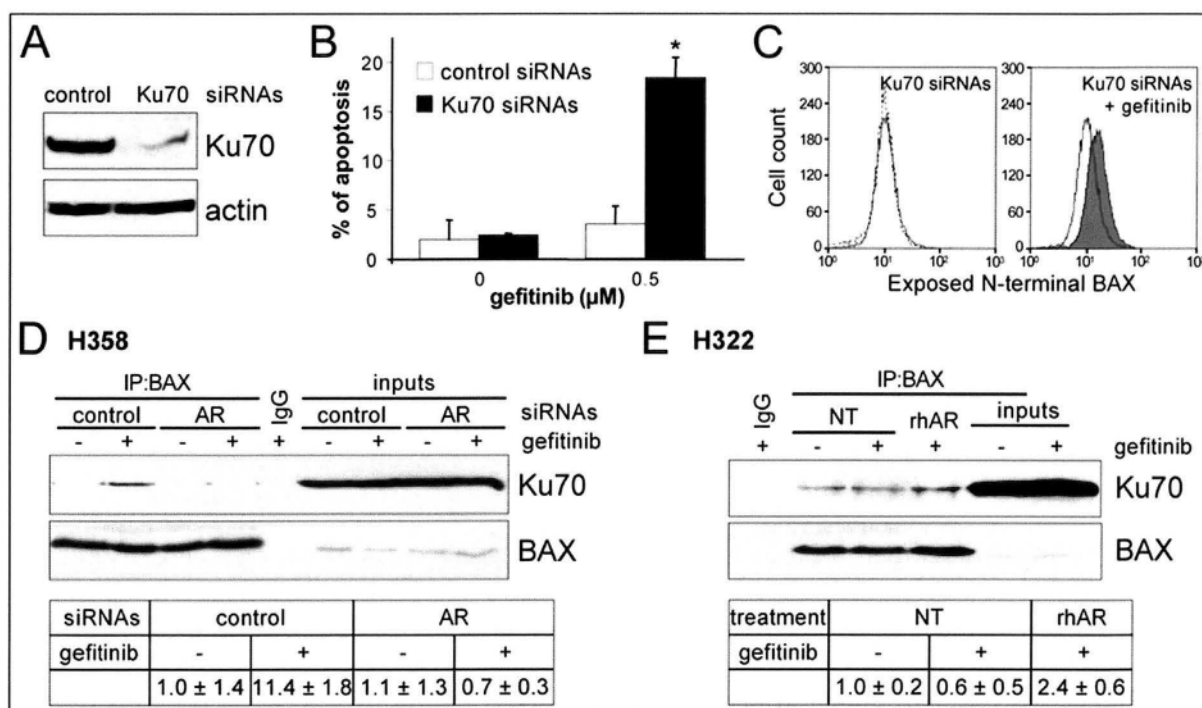 A
control Ku70 siRNAs
Ku70
actin
B
% of apoptosis
20
15
10
5
0
control siRNAs
Ku70 siRNAs
*
0 0.5
gefitinib (µM)
C
Cell count
300
240
180
120
60
0
Ku70 siRNAs
10⁰ 10¹ 10² 10³
300
240
180
120
60
0
Ku70 siRNAs
+ gefitinib
10⁰ 10¹ 10² 10³
Exposed N-terminal BAX
D H358
IP:BAX inputs
control AR IgG control AR siRNAs
- + - + + - + - + gefitinib
Ku70
BAX
siRNAs control AR
gefitinib - + - +
1.0 ± 1.4 11.4 ± 1.8 1.1 ± 1.3 0.7 ± 0.3
E H322
IP:BAX
IgG NT rhAR inputs
+ - + + - + gefitinib
Ku70
BAX
treatment NT rhAR
gefitinib - + +
1.0 ± 0.2 0.6 ± 0.5 2.4 ± 0.6